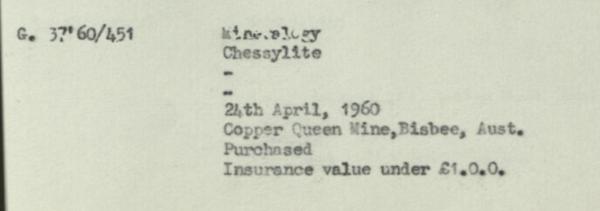 G. 37'60/451 Mineralogy
Chessylite
-
-
24th April, 1960
Copper Queen Mine,Bisbee, Aust.
Purchased
Insurance value under £1.0.0.